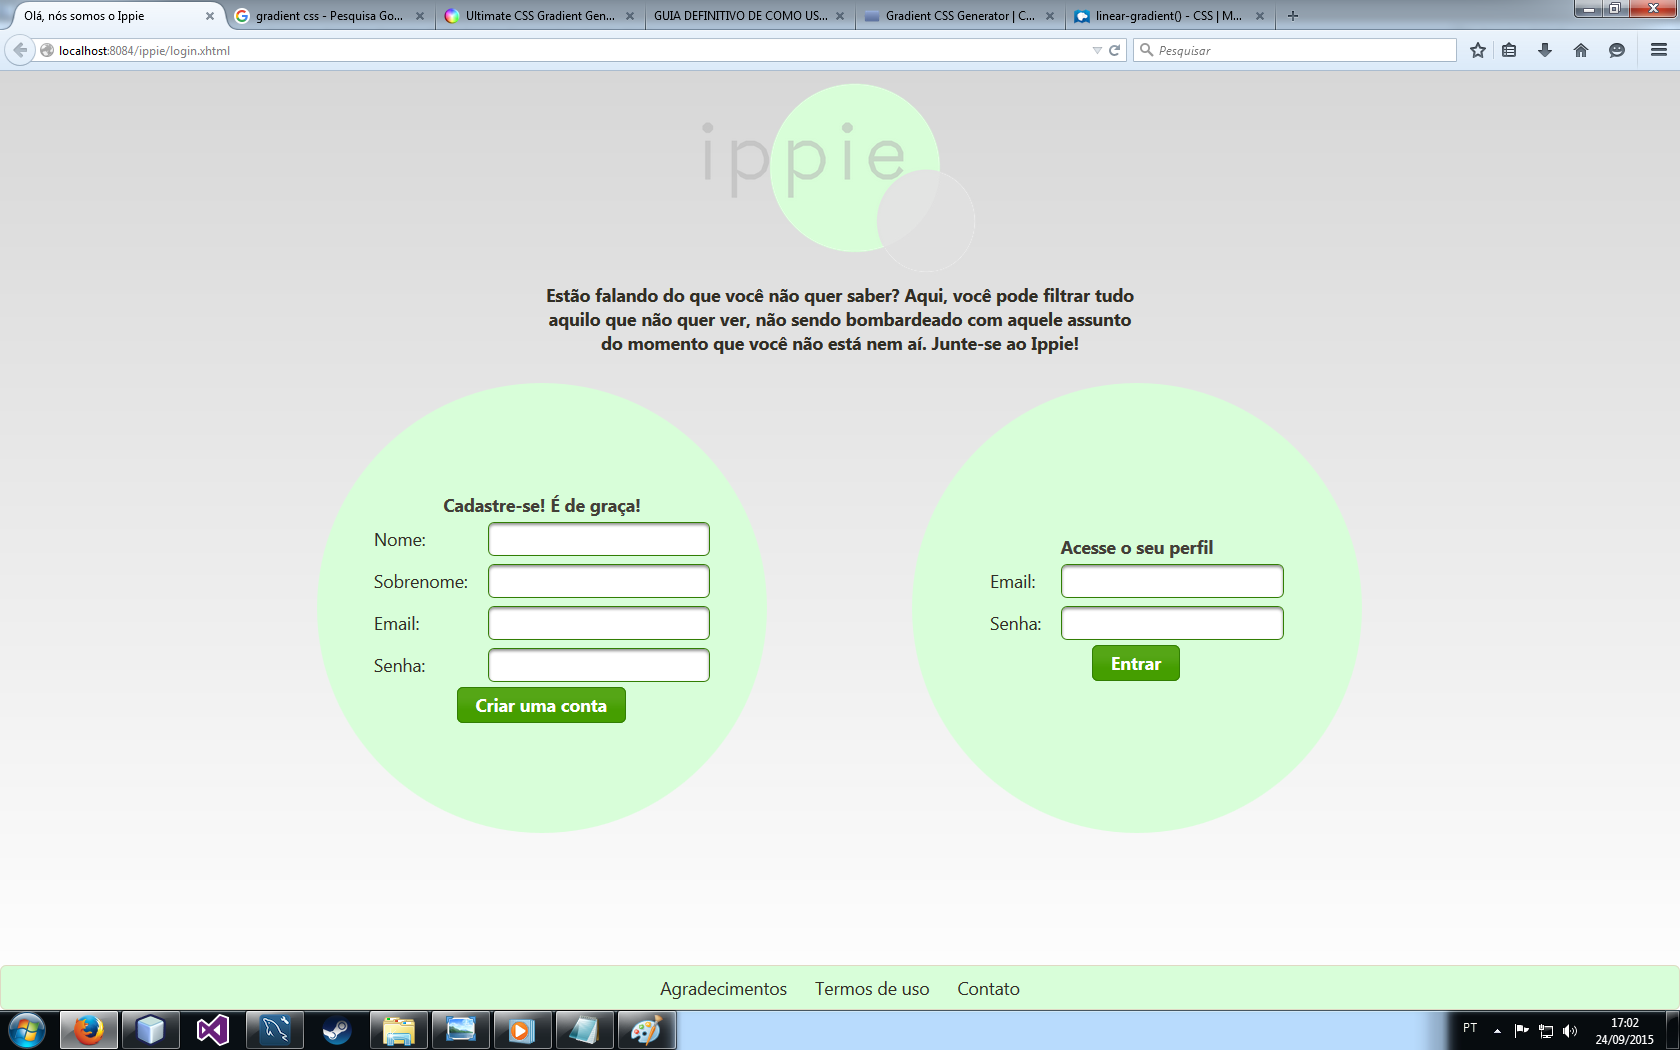 Olá, nós somos o Ippie
gradient css - Pesquisa Go...
Ultimate CSS Gradient Gen...
GUIA DEFINITIVO DE COMO US...
Gradient CSS Generator | C...
linear-gradient() - CSS | M...
localhost:8084/ippie/login.xhtml
Pesquisar
ippie
Estão falando do que você não quer saber? Aqui, você pode filtrar tudo
aquilo que não quer ver, não sendo bombardeado com aquele assunto
do momento que você não está nem aí. Junte-se ao Ippie!
Cadastre-se! É de graça!
Nome:
Sobrenome:
Email:
Senha:
Criar uma conta
Acesse o seu perfil
Email:
Senha:
Entrar
Agradecimentos Termos de uso Contato
PT
17:02
24/09/2015